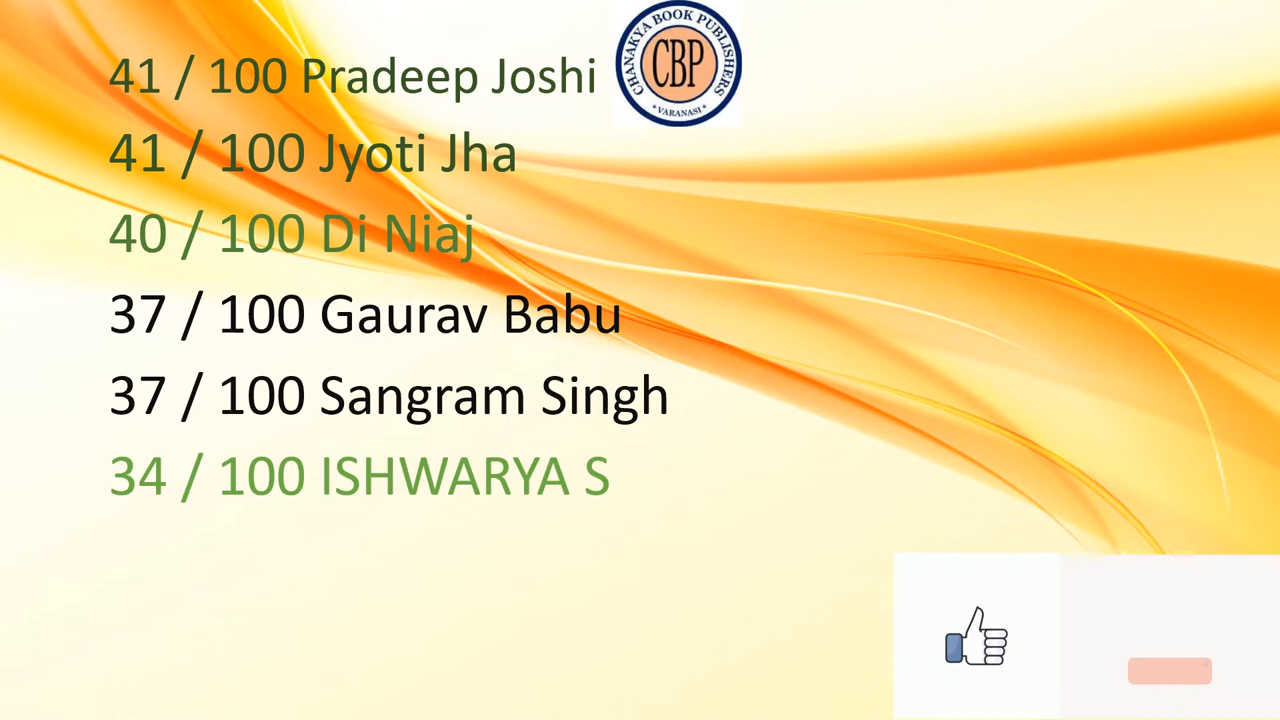 41 / 100 Pradeep Joshi
CHANAKYA BOOK PUBLISHERS
CBP
* VARANASI *
41 / 100 Jyoti Jha
40 / 100 Di Niaj
37 / 100 Gaurav Babu
37 / 100 Sangram Singh
34 / 100 ISHWARYA S